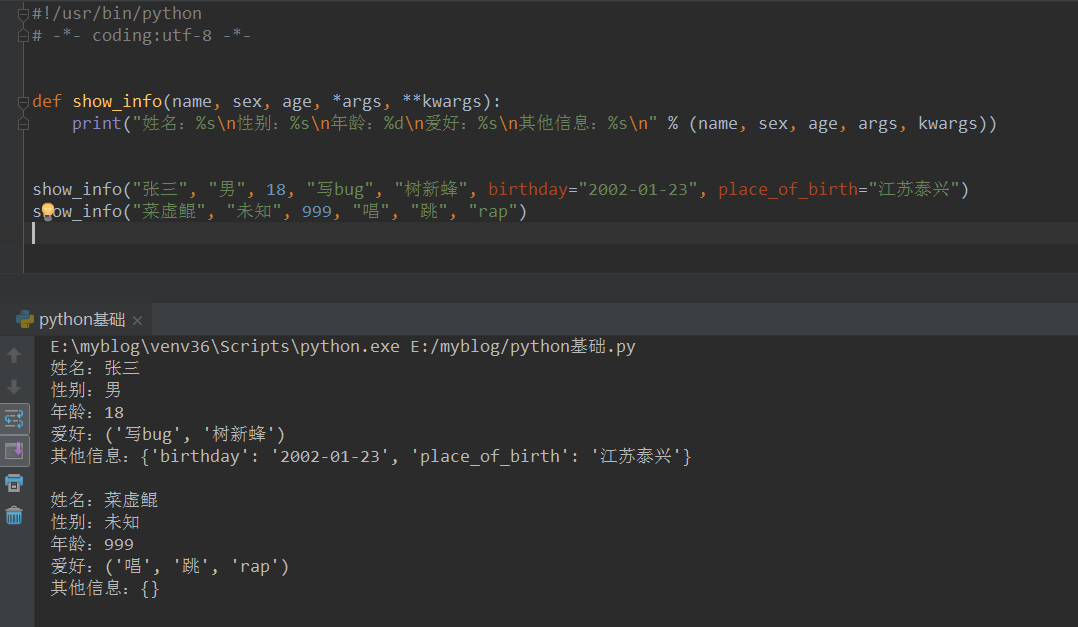 #!/usr/bin/python
# -*- coding:utf-8 -*-
def show_info(name, sex, age, *args, **kwargs):
print("姓名：%s\n性别：%s\n年龄：%d\n爱好：%s\n其他信息：%s\n" % (name, sex, age, args, kwargs))
show_info("张三", "男", 18, "写bug", "树新蜂", birthday="2002-01-23", place_of_birth="江苏泰兴")
show_info("菜虚鲲", "未知", 999, "唱", "跳", "rap")
python基础
E:\myblog\venv36\Scripts\python.exe E:/myblog/python基础.py
姓名：张三
性别：男
年龄：18
爱好：('写bug', '树新蜂')
其他信息：{'birthday': '2002-01-23', 'place_of_birth': '江苏泰兴'}
姓名：菜虚鲲
性别：未知
年龄：999
爱好：('唱', '跳', 'rap')
其他信息：{}